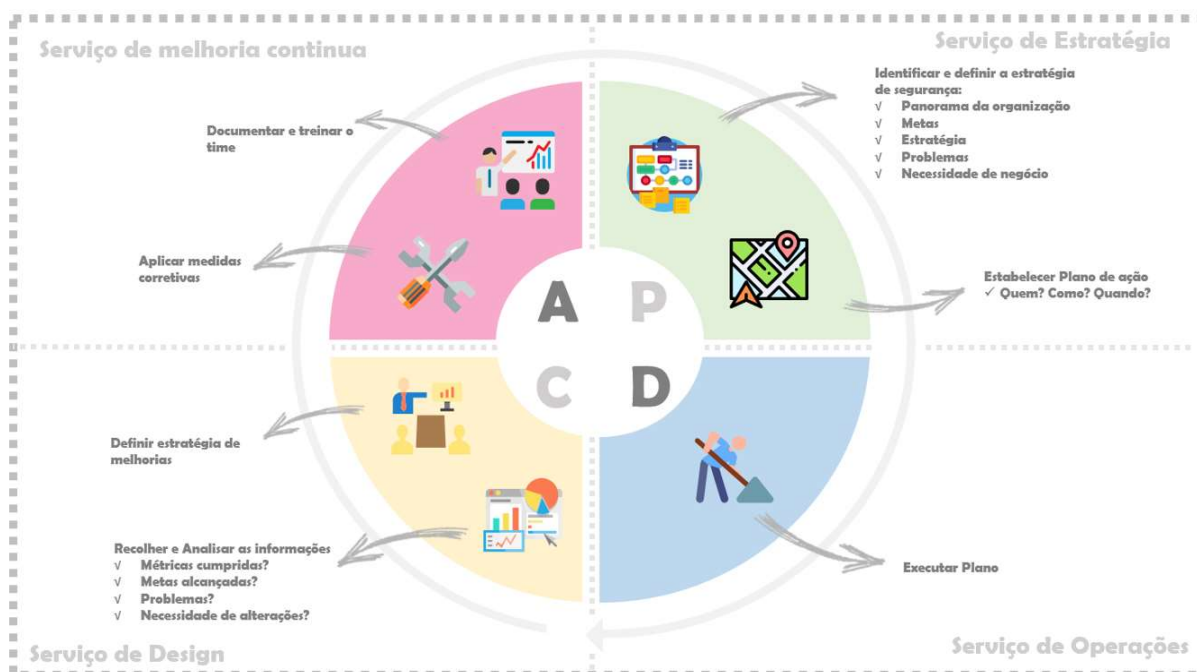 Serviço de melhoria continua
Serviço de Estratégia
Identificar e definir a estratégia
de segurança:
√ Panorama da organização
√ Metas
√ Estratégia
√ Problemas
√ Necessidade de negócio
Documentar e treinar o
time
Aplicar medidas
corretivas
Estabelecer Plano de ação
✓ Quem? Como? Quando?
A P
C D
Definir estratégia de
melhorias
Recolher e Analisar as informações
√ Métricas cumpridas?
√ Metas alcançadas?
√ Problemas?
√ Necessidade de alterações?
Executar Plano
Serviço de Design
Serviço de Operações